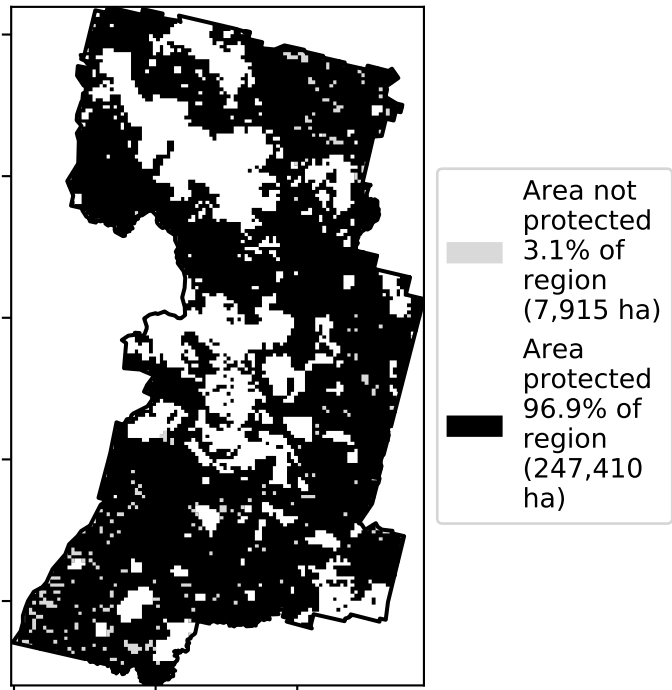 Area not
protected
3.1% of
region
(7,915 ha)
Area
protected
96.9% of
region
(247,410
ha)